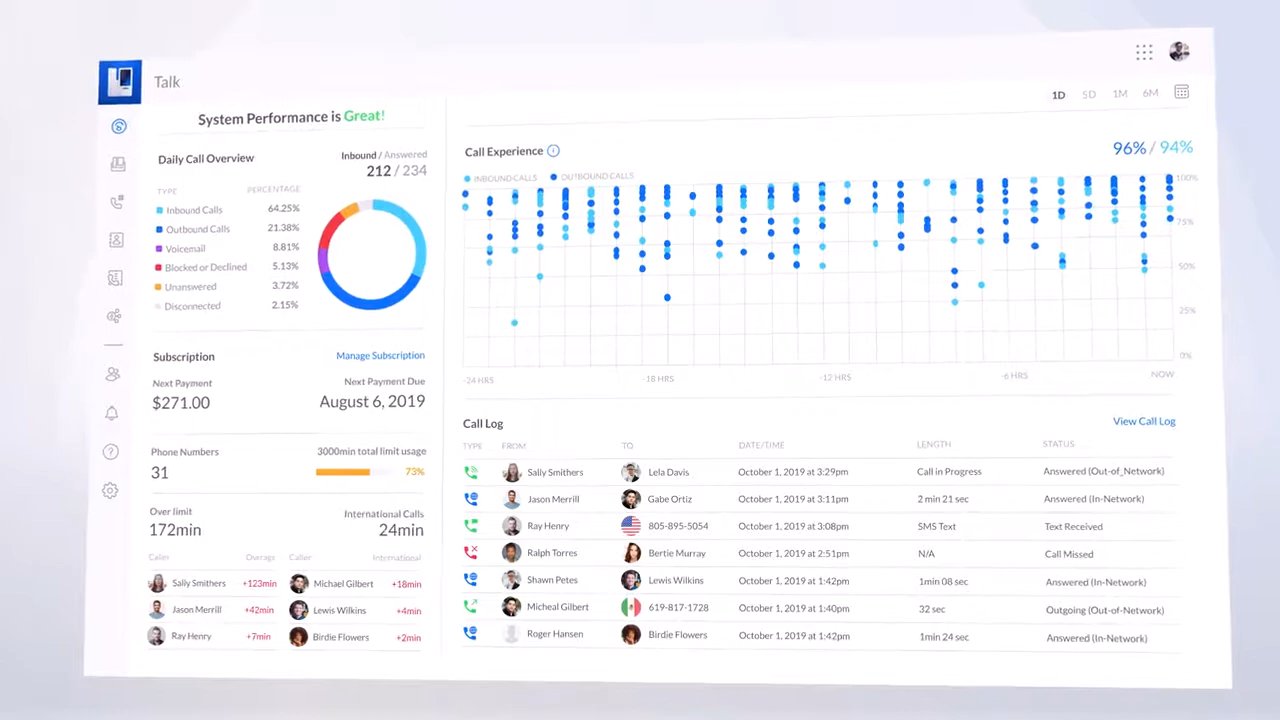 Talk
1D 5D 1M 6M
System Performance is Great!
Daily Call Overview
Inbound / Answered
212 / 234
TYPE PERCENTAGE
Inbound Calls 64.25%
Outbound Calls 21.38%
Voicemail 8.81%
Blocked or Declined 5.13%
Unanswered 3.72%
Disconnected 2.15%
Subscription Manage Subscription
Next Payment Next Payment Due
$271.00 August 6, 2019
Phone Numbers 3000min total limit usage
31 73%
Over limit International Calls
172min 24min
Caller Overage Caller International
Sally Smithers +123min Michael Gilbert +18min
Jason Merrill +42min Lewis Wilkins +4min
Ray Henry +7min Birdie Flowers +2min
Call Experience 96% / 94%
INBOUND CALLS OUTBOUND CALLS
100%
75%
50%
25%
0%
-24 HRS -18 HRS -12 HRS -6 HRS NOW
Call Log View Call Log
TYPE FROM TO DATE/TIME LENGTH STATUS
Sally Smithers Lela Davis October 1, 2019 at 3:29pm Call in Progress Answered (Out-of_Network)
Jason Merrill Gabe Ortiz October 1, 2019 at 3:11pm 2 min 21 sec Answered (In-Network)
Ray Henry 805-895-5054 October 1, 2019 at 3:08pm SMS Text Text Received
Ralph Torres Bertie Murray October 1, 2019 at 2:51pm N/A Call Missed
Shawn Petes Lewis Wilkins October 1, 2019 at 1:42pm 1min 08 sec Answered (In-Network)
Micheal Gilbert 619-817-1728 October 1, 2019 at 1:40pm 32 sec Outgoing (Out-of-Network)
Roger Hansen Birdie Flowers October 1, 2019 at 1:42pm 1min 24 sec Answered (In-Network)